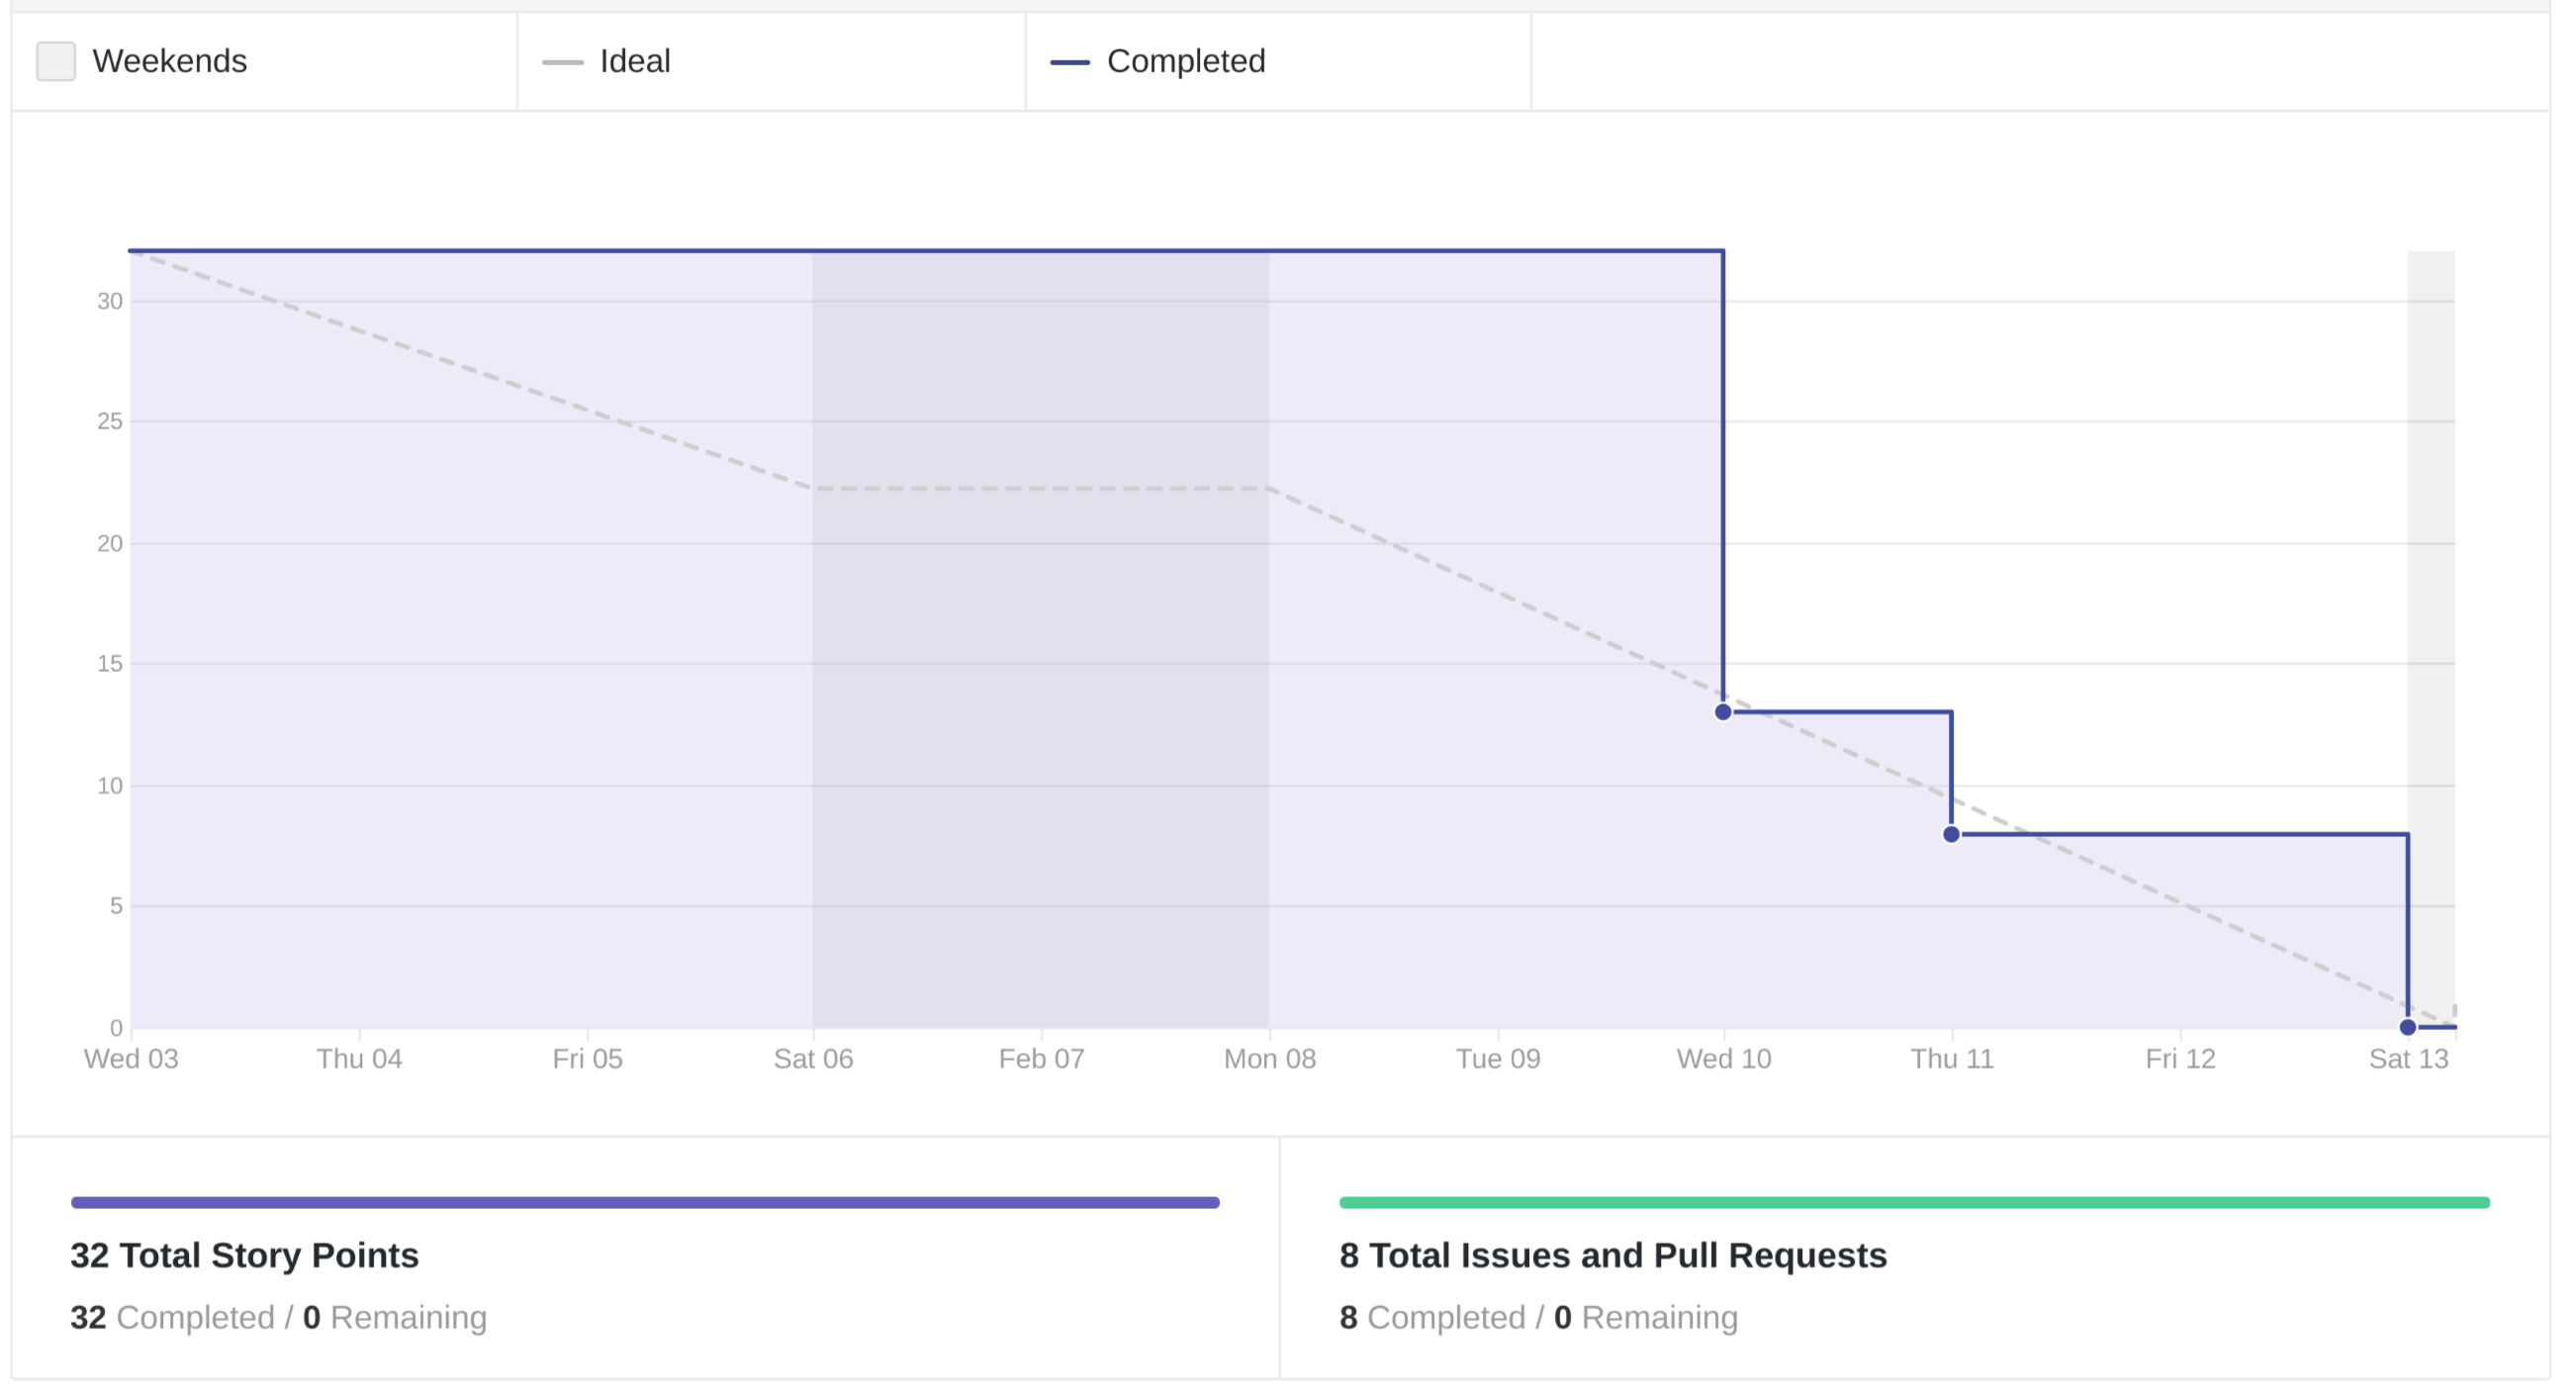 Weekends
Ideal
Completed
30
25
20
15
10
5
0
Wed 03
Thu 04
Fri 05
Sat 06
Feb 07
Mon 08
Tue 09
Wed 10
Thu 11
Fri 12
Sat 13
32 Total Story Points
32 Completed / 0 Remaining
8 Total Issues and Pull Requests
8 Completed / 0 Remaining